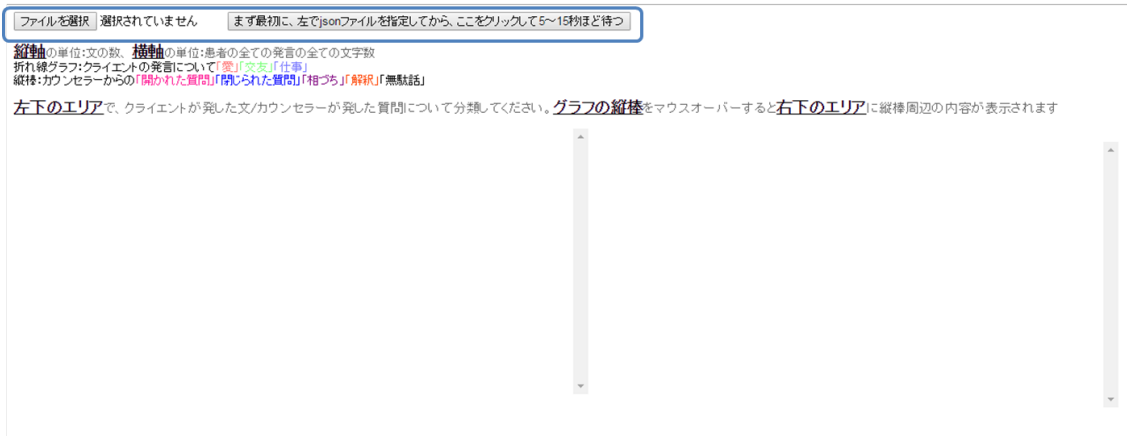 ファイルを選択 選択されていません まず最初に、左でjsonファイルを指定してから、ここをクリックして5～15秒ほど待つ
縦軸の単位:文の数、横軸の単位:患者の全ての発言の全ての文字数
折れ線グラフ:クライエントの発言について「愛」「交友」「仕事」
縦棒:カウンセラーからの「開かれた質問」「閉じられた質問」「相づち」「解釈」「無駄話」
左下のエリアで、クライエントが発した文/カウンセラーが発した質問について分類してください。グラフの縦棒をマウスオーバーすると右下のエリアに縦棒周辺の内容が表示されます